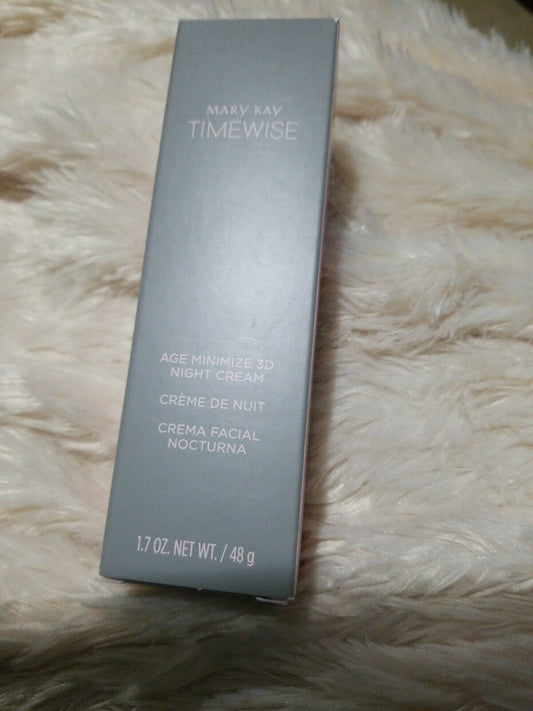 MARY KAY
TIMEWISE
AGE MINIMIZE 3D
NIGHT CREAM
CRÈME DE NUIT
CREMA FACIAL
NOCTURNA
1.7 OZ. NET WT. / 48 g